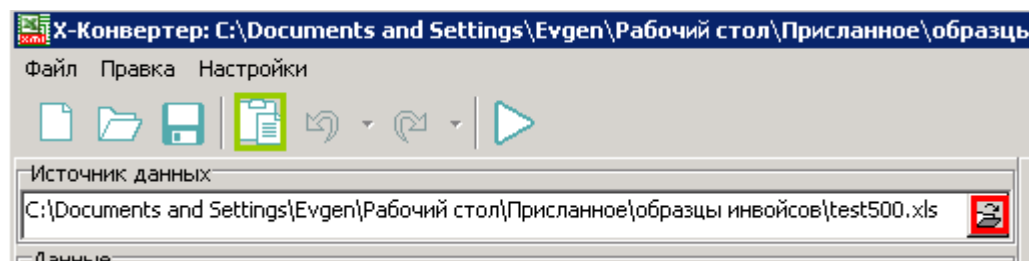 X-Конвертер: C:\Documents and Settings\Evgen\Рабочий стол\Присланное\образцы
Файл Правка Настройки
Источник данных
C:\Documents and Settings\Evgen\Рабочий стол\Присланное\образцы инвойсов\test500.xls
Данные